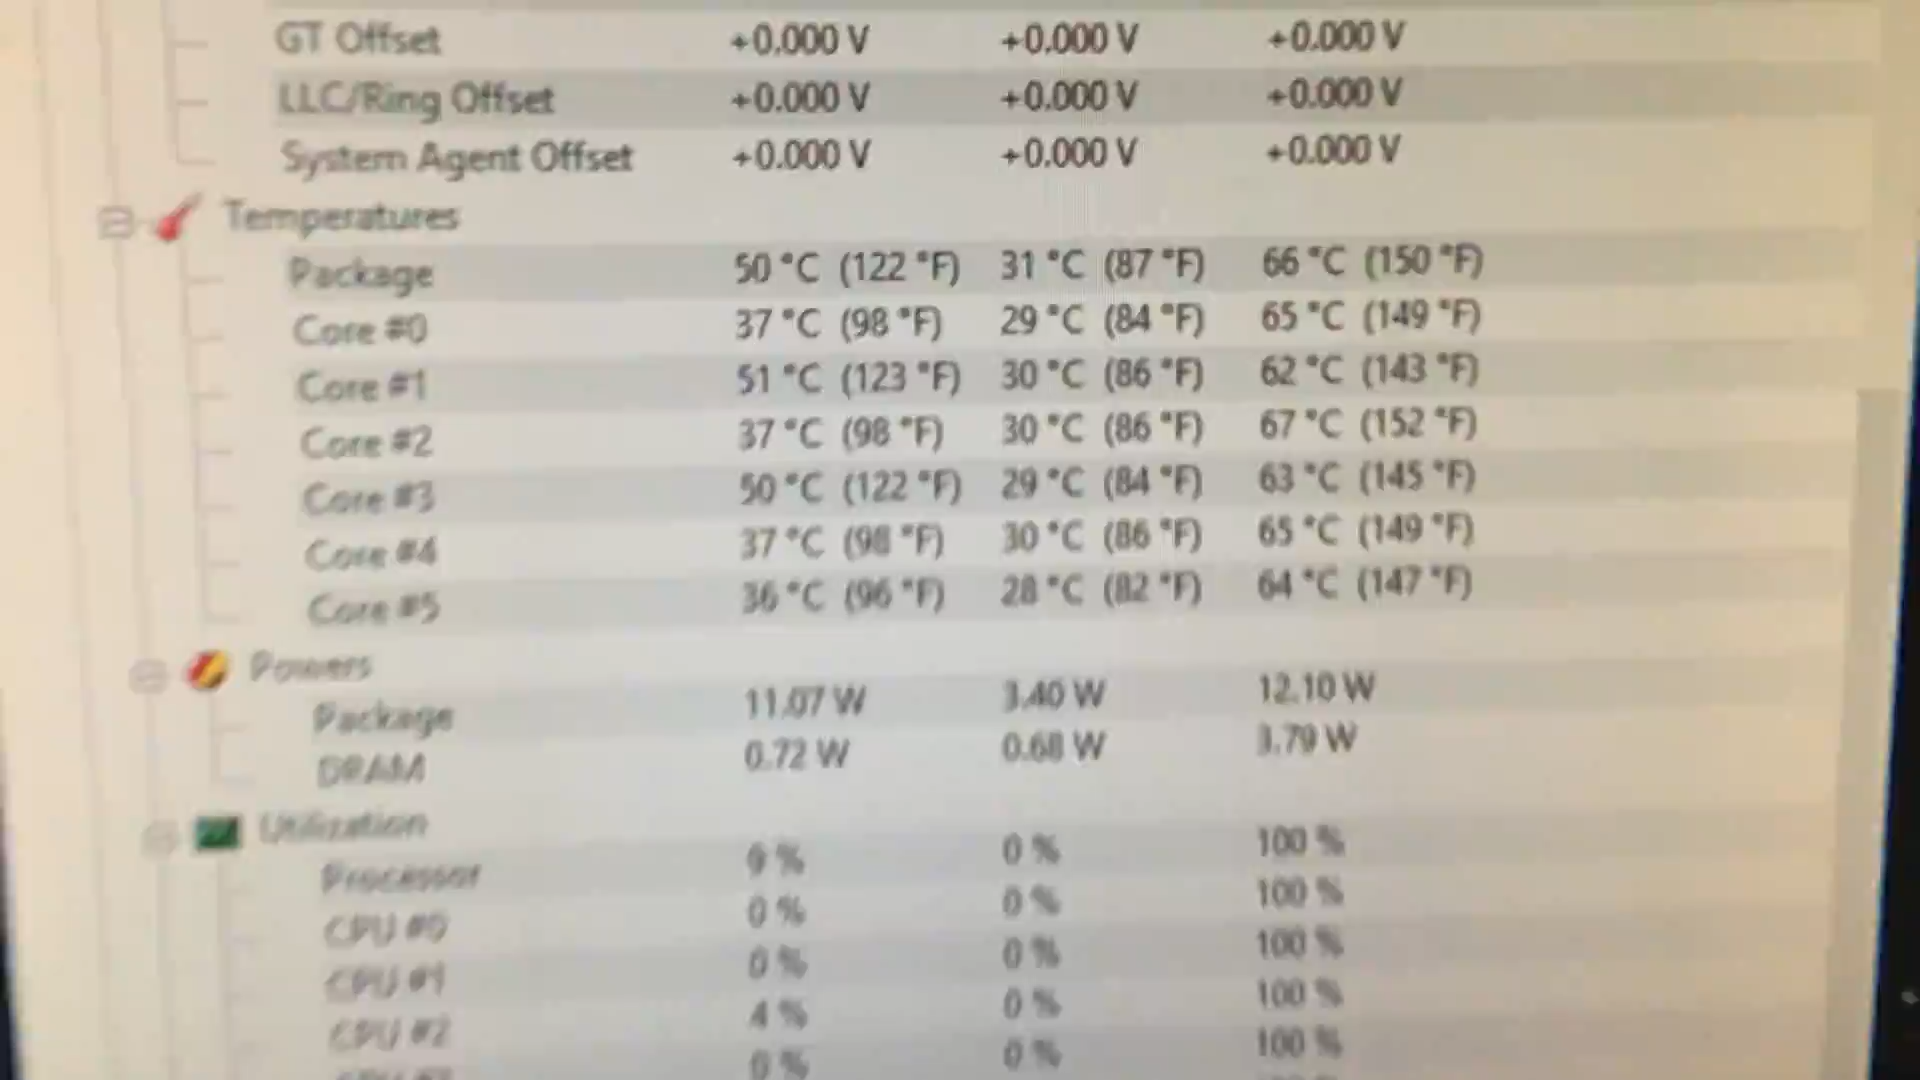 GT Offset +0.000 V +0.000 V +0.000 V
LLC/Ring Offset +0.000 V +0.000 V +0.000 V
System Agent Offset +0.000 V +0.000 V +0.000 V
Temperatures
Package 50 °C (122 °F) 31 °C (87 °F) 66 °C (150 °F)
Core #0 37 °C (98 °F) 29 °C (84 °F) 65 °C (149 °F)
Core #1 51 °C (123 °F) 30 °C (86 °F) 62 °C (143 °F)
Core #2 37 °C (98 °F) 30 °C (86 °F) 67 °C (152 °F)
Core #3 50 °C (122 °F) 29 °C (84 °F) 63 °C (145 °F)
Core #4 37 °C (98 °F) 30 °C (86 °F) 65 °C (149 °F)
Core #5 36 °C (96 °F) 28 °C (82 °F) 64 °C (147 °F)
Powers
Package 11.07 W 3.40 W 12.10 W
DRAM 0.72 W 0.68 W 3.79 W
Utilization
Processor 9 % 0 % 100 %
CPU #0 0 % 0 % 100 %
CPU #1 0 % 0 % 100 %
CPU #2 4 % 0 % 100 %
0 % 0 % 100 %